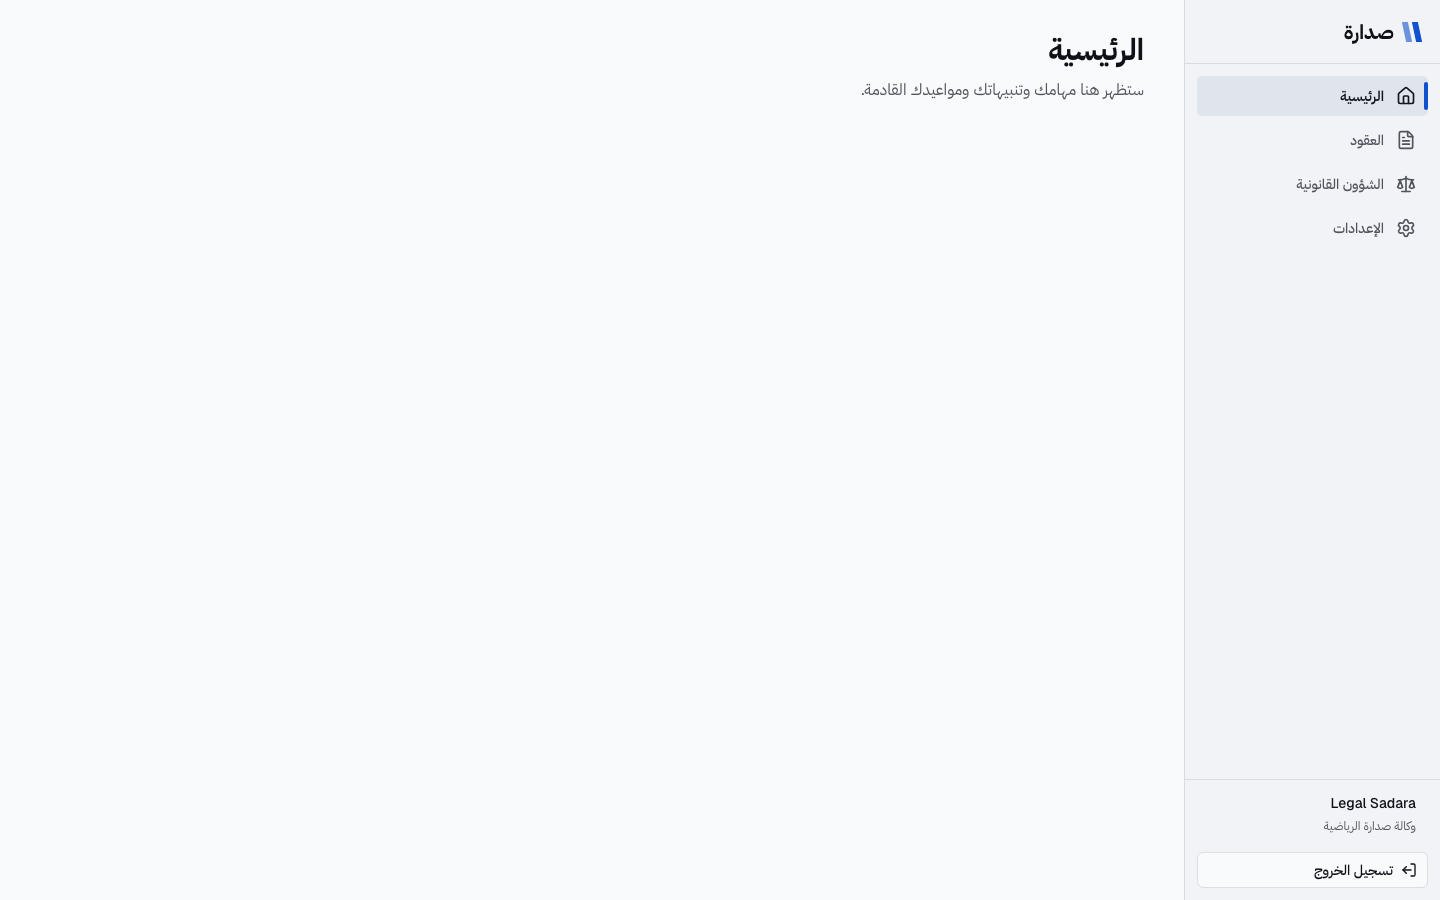 صدارة
الرئيسية
العقود
الشؤون القانونية
الإعدادات
الرئيسية
ستظهر هنا مهامك وتنبيهاتك ومواعيدك القادمة.
Legal Sadara
وكالة صدارة الرياضية
تسجيل الخروج